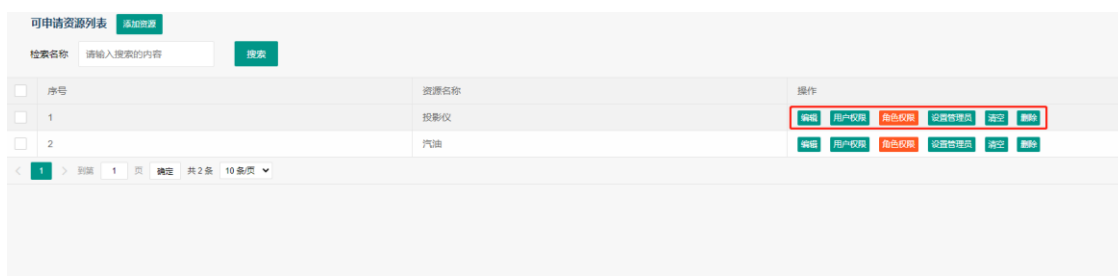 可申请资源列表 添加资源
检索名称 请输入搜索的内容 搜索
序号 资源名称 操作
1 投影仪 编辑 用户权限 角色权限 设置管理员 清空 删除
2 汽油 编辑 用户权限 角色权限 设置管理员 清空 删除
< 1 > 到第 1 页 确定 共 2 条 10 条/页